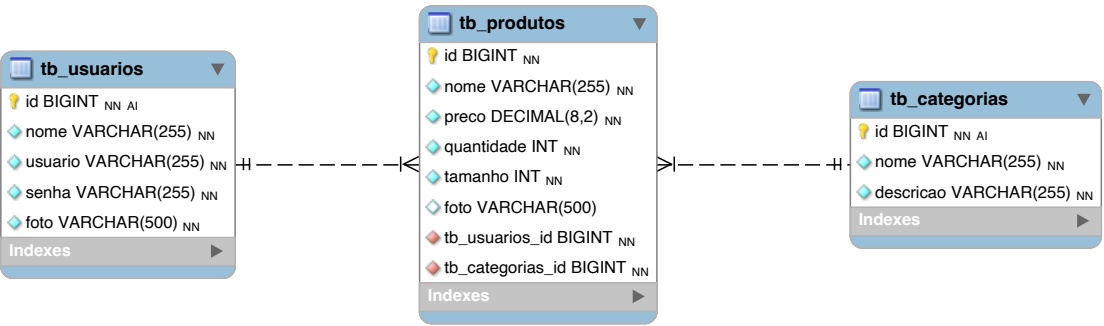 tb_usuarios
id BIGINT NN AI
nome VARCHAR(255) NN
usuario VARCHAR(255) NN
senha VARCHAR(255) NN
foto VARCHAR(500) NN
Indexes
tb_produtos
id BIGINT NN
nome VARCHAR(255) NN
preco DECIMAL(8,2) NN
quantidade INT NN
tamanho INT NN
foto VARCHAR(500)
tb_usuarios_id BIGINT NN
tb_categorias_id BIGINT NN
Indexes
tb_categorias
id BIGINT NN AI
nome VARCHAR(255) NN
descricao VARCHAR(255) NN
Indexes